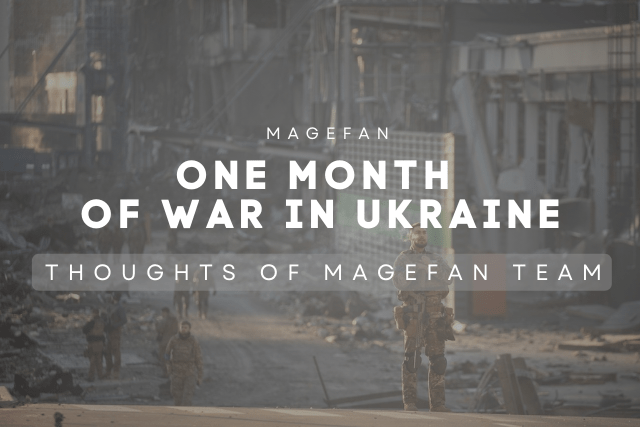 MAGEFAN
ONE MONTH
OF WAR IN UKRAINE
THOUGHTS OF MAGEFAN TEAM